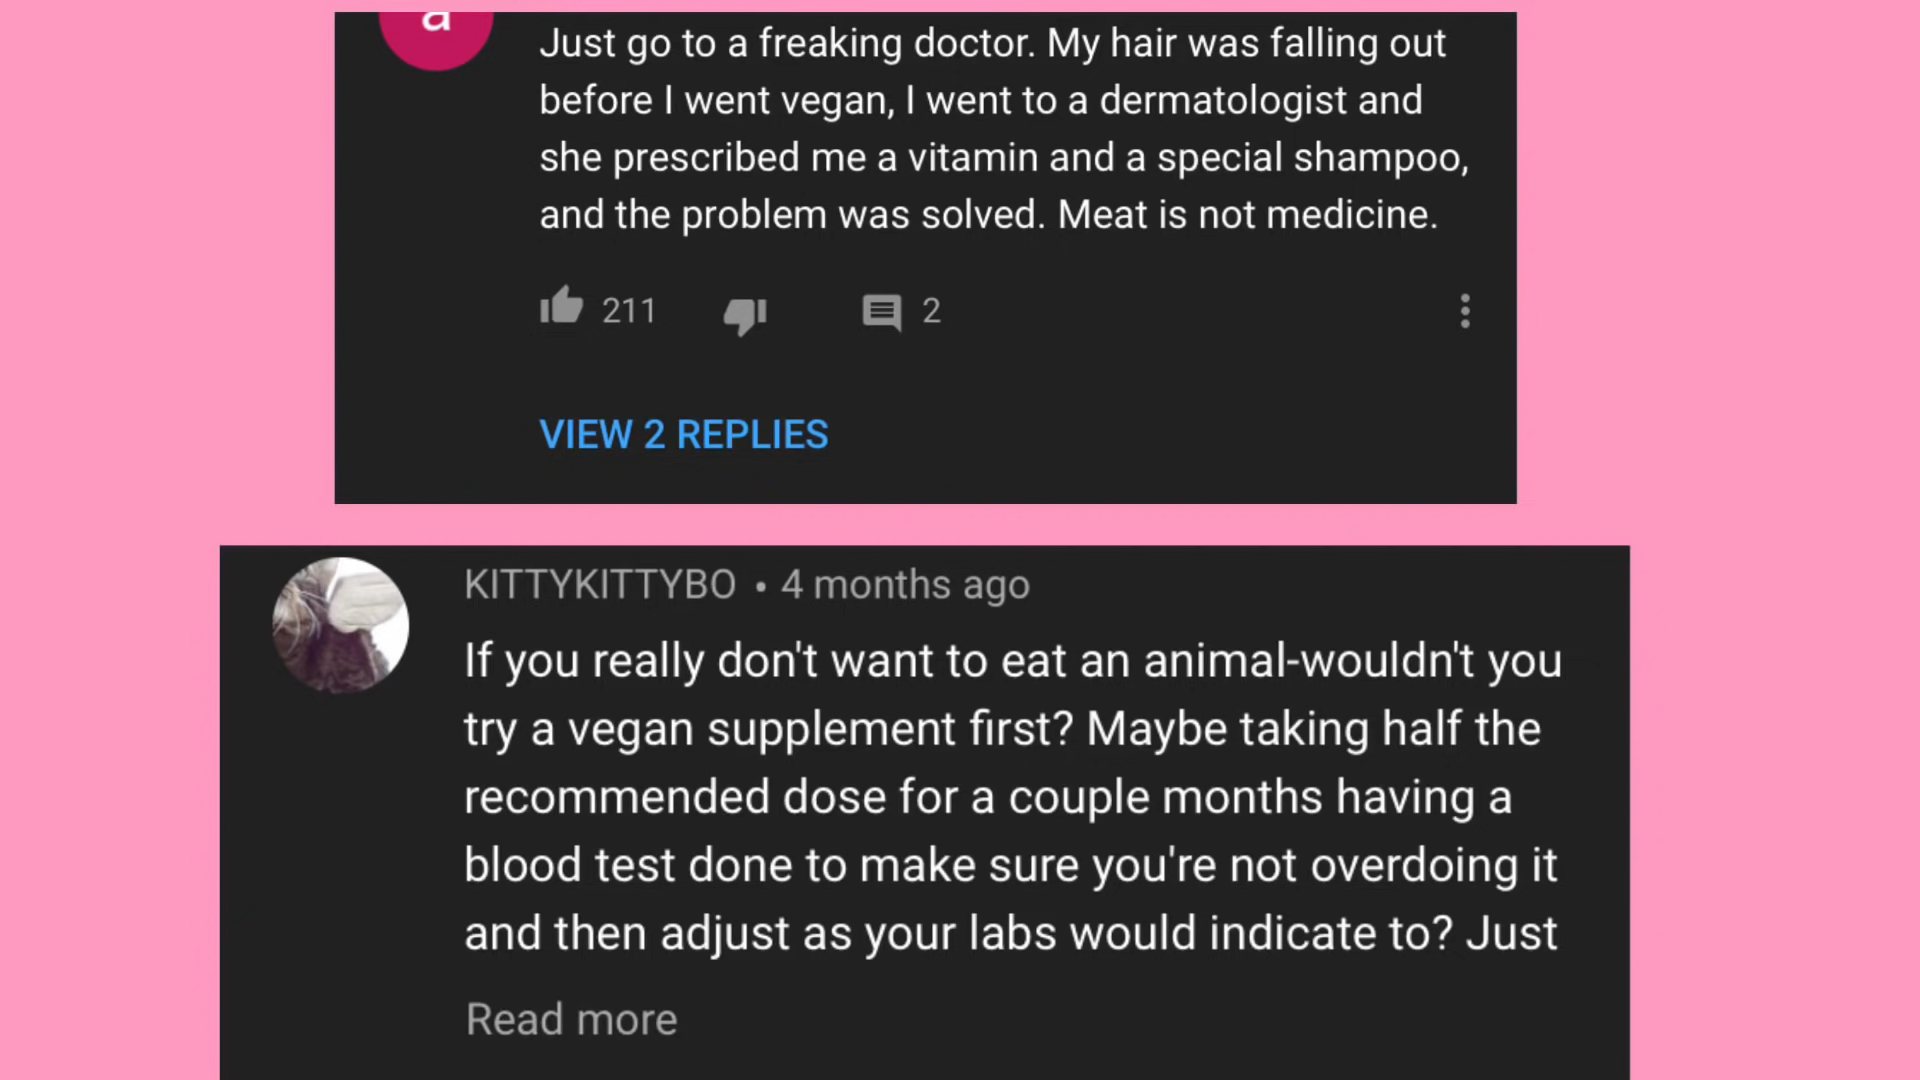 a
Just go to a freaking doctor. My hair was falling out
before I went vegan, I went to a dermatologist and
she prescribed me a vitamin and a special shampoo,
and the problem was solved. Meat is not medicine.
211
2
VIEW 2 REPLIES
KITTYKITTYBO • 4 months ago
If you really don't want to eat an animal-wouldn't you
try a vegan supplement first? Maybe taking half the
recommended dose for a couple months having a
blood test done to make sure you're not overdoing it
and then adjust as your labs would indicate to? Just
Read more